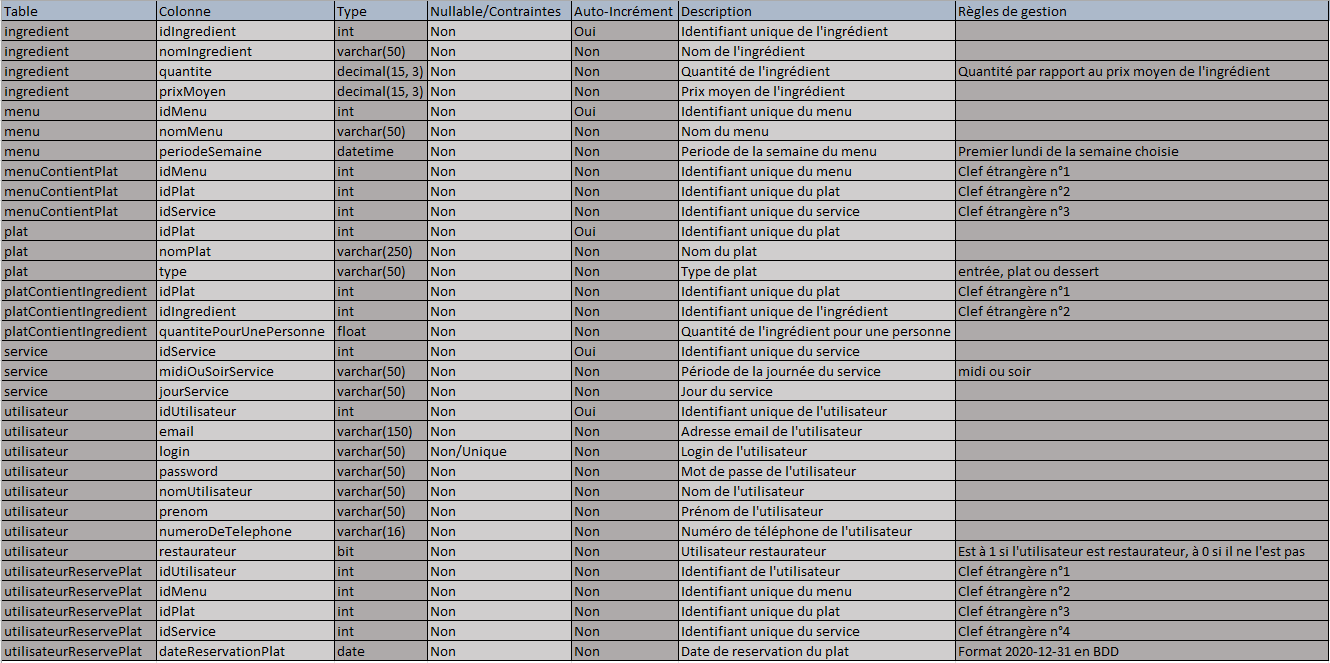 Table Colonne Type Nullable/Contraintes Auto-Incrément Description Règles de gestion
ingredient idIngredient int Non Oui Identifiant unique de l'ingrédient
ingredient nomIngredient varchar(50) Non Non Nom de l'ingrédient
ingredient quantite decimal(15, 3) Non Non Quantité de l'ingrédient Quantité par rapport au prix moyen de l'ingrédient
ingredient prixMoyen decimal(15, 3) Non Non Prix moyen de l'ingrédient
menu idMenu int Non Oui Identifiant unique du menu
menu nomMenu varchar(50) Non Non Nom du menu
menu periodeSemaine datetime Non Non Periode de la semaine du menu Premier lundi de la semaine choisie
menuContientPlat idMenu int Non Non Identifiant unique du menu Clef étrangère n°1
menuContientPlat idPlat int Non Non Identifiant unique du plat Clef étrangère n°2
menuContientPlat idService int Non Non Identifiant unique du service Clef étrangère n°3
plat idPlat int Non Oui Identifiant unique du plat
plat nomPlat varchar(250) Non Non Nom du plat
plat type varchar(50) Non Non Type de plat entrée, plat ou dessert
platContientIngredient idPlat int Non Non Identifiant unique du plat Clef étrangère n°1
platContientIngredient idIngredient int Non Non Identifiant unique de l'ingrédient Clef étrangère n°2
platContientIngredient quantitePourUnePersonne float Non Non Quantité de l'ingrédient pour une personne
service idService int Non Oui Identifiant unique du service
service midiOuSoirService varchar(50) Non Non Période de la journée du service midi ou soir
service jourService varchar(50) Non Non Jour du service
utilisateur idUtilisateur int Non Oui Identifiant unique de l'utilisateur
utilisateur email varchar(150) Non Non Adresse email de l'utilisateur
utilisateur login varchar(50) Non/Unique Non Login de l'utilisateur
utilisateur password varchar(50) Non Non Mot de passe de l'utilisateur
utilisateur nomUtilisateur varchar(50) Non Non Nom de l'utilisateur
utilisateur prenom varchar(50) Non Non Prénom de l'utilisateur
utilisateur numeroDeTelephone varchar(16) Non Non Numéro de téléphone de l'utilisateur
utilisateur restaurateur bit Non Non Utilisateur restaurateur Est à 1 si l'utilisateur est restaurateur, à 0 si il ne l'est pas
utilisateurReservePlat idUtilisateur int Non Non Identifiant de l'utilisateur Clef étrangère n°1
utilisateurReservePlat idMenu int Non Non Identifiant unique du menu Clef étrangère n°2
utilisateurReservePlat idPlat int Non Non Identifiant unique du plat Clef étrangère n°3
utilisateurReservePlat idService int Non Non Identifiant unique du service Clef étrangère n°4
utilisateurReservePlat dateReservationPlat date Non Non Date de reservation du plat Format 2020-12-31 en BDD